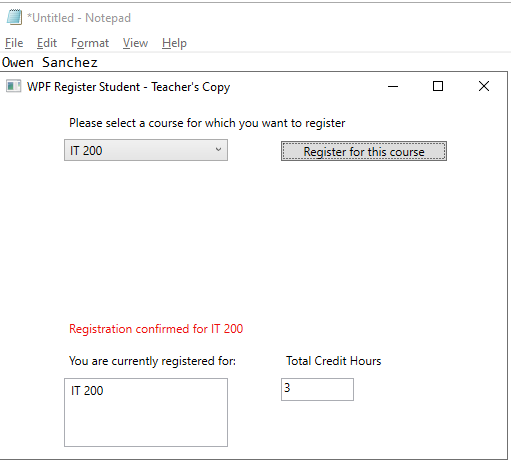 *Untitled - Notepad
File Edit Format View Help
Owen Sanchez
WPF Register Student - Teacher's Copy
Please select a course for which you want to register
IT 200 Register for this course
Registration confirmed for IT 200
You are currently registered for: Total Credit Hours
IT 200 3